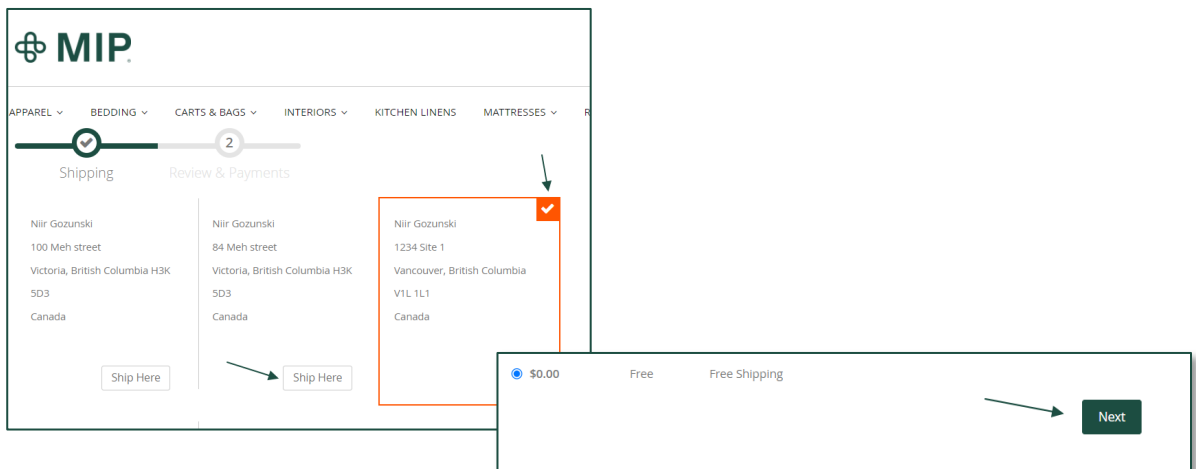 MIP
APPAREL BEDDING CARTS & BAGS INTERIORS KITCHEN LINENS MATTRESSES R
2
Shipping Review & Payments
Niir Gozunski
100 Meh street
Victoria, British Columbia H3K
5D3
Canada
Ship Here
Niir Gozunski
84 Meh street
Victoria, British Columbia H3K
5D3
Canada
Ship Here
Niir Gozunski
1234 Site 1
Vancouver, British Columbia
V1L 1L1
Canada
$0.00 Free Free Shipping
Next